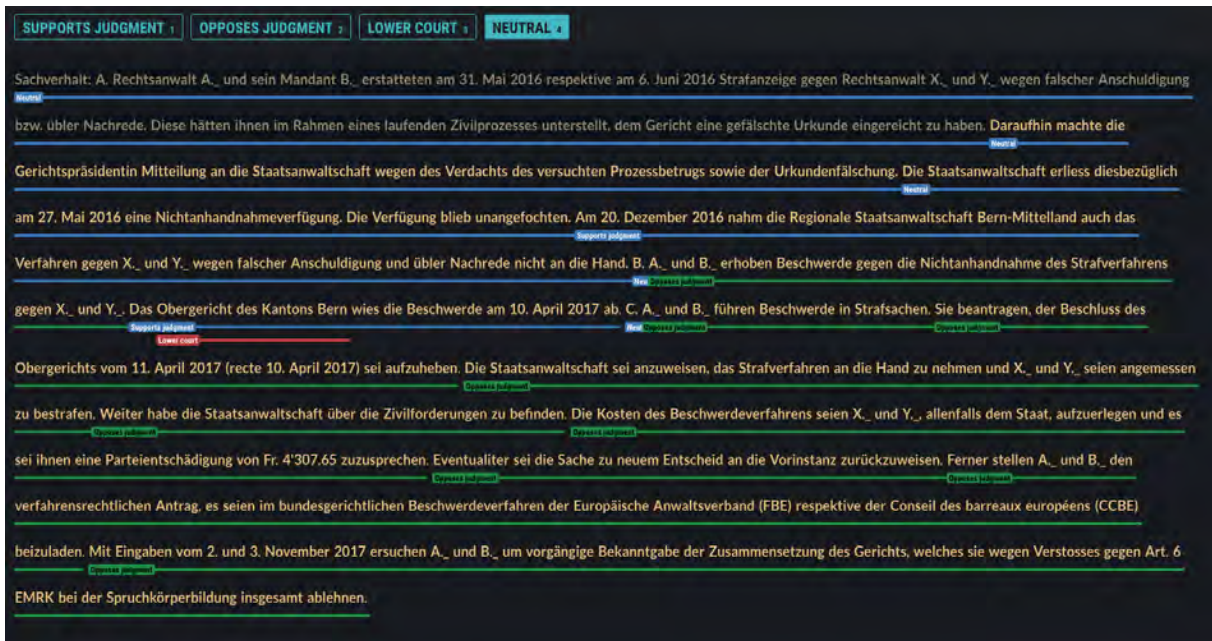 SUPPORTS JUDGMENT 1 OPPOSES JUDGMENT 2 LOWER COURT 3 NEUTRAL 4
Sachverhalt: A. Rechtsanwalt A._ und sein Mandant B._ erstatteten am 31. Mai 2016 respektive am 6. Juni 2016 Strafanzeige gegen Rechtsanwalt X._ und Y._ wegen falscher Anschuldigung
Neutral
bzw. übler Nachrede. Diese hätten ihnen im Rahmen eines laufenden Zivilprozesses unterstellt, dem Gericht eine gefälschte Urkunde eingereicht zu haben. Daraufhin machte die
Neutral
Gerichtspräsidentin Mitteilung an die Staatsanwaltschaft wegen des Verdachts des versuchten Prozessbetrugs sowie der Urkundenfälschung. Die Staatsanwaltschaft erliess diesbezüglich
Neutral
am 27. Mai 2016 eine Nichtanhandnahmeverfügung. Die Verfügung blieb unangefochten. Am 20. Dezember 2016 nahm die Regionale Staatsanwaltschaft Bern-Mittelland auch das
Supports judgment
Verfahren gegen X._ und Y._ wegen falscher Anschuldigung und übler Nachrede nicht an die Hand. B. A._ und B._ erhoben Beschwerde gegen die Nichtanhandnahme des Strafverfahrens
Neu Opposes judgment
gegen X._ und Y._. Das Obergericht des Kantons Bern wies die Beschwerde am 10. April 2017 ab. C. A._ und B._ führen Beschwerde in Strafsachen. Sie beantragen, der Beschluss des
Supports judgment Neut Opposes judgment Opposes judgment
Lower court
Obergerichts vom 11. April 2017 (recte 10. April 2017) sei aufzuheben. Die Staatsanwaltschaft sei anzuweisen, das Strafverfahren an die Hand zu nehmen und X._ und Y._ seien angemessen
Opposes judgment
zu bestrafen. Weiter habe die Staatsanwaltschaft über die Zivilforderungen zu befinden. Die Kosten des Beschwerdeverfahrens seien X._ und Y._, allenfalls dem Staat, aufzuerlegen und es
Opposes judgment Opposes judgment
sei ihnen eine Parteientschädigung von Fr. 4'307.65 zuzusprechen. Eventualiter sei die Sache zu neuem Entscheid an die Vorinstanz zurückzuweisen. Ferner stellen A._ und B._ den
Opposes judgment Opposes judgment
verfahrensrechtlichen Antrag, es seien im bundesgerichtlichen Beschwerdeverfahren der Europäische Anwaltsverband (FBE) respektive der Conseil des barreaux européens (CCBE)
beizuladen. Mit Eingaben vom 2. und 3. November 2017 ersuchen A._ und B._ um vorgängige Bekanntgabe der Zusammensetzung des Gerichts, welches sie wegen Verstosses gegen Art. 6
Opposes judgment
EMRK bei der Spruchkörperbildung insgesamt ablehnen.